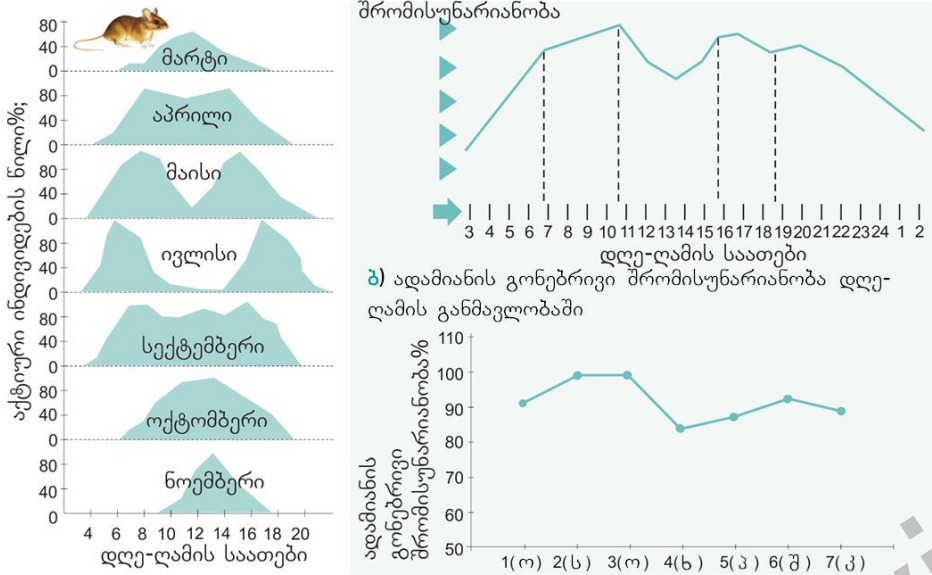 აქტიური ინდივიდების წილი%;
80
40
0
მარტი
80
40
0
აპრილი
80
40
0
მაისი
80
40
0
ივლისი
80
40
0
სექტემბერი
80
40
0
ოქტომბერი
80
40
0
ნოემბერი
4 6 8 10 12 14 16 18 20
დღე-ღამის საათები
შრომისუნარიანობა
3 4 5 6 7 8 9 10 11 12 13 14 15 16 17 18 19 20 21 22 23 24 1 2
დღე-ღამის საათები
ბ) ადამიანის გონებრივი შრომისუნარიანობა დღე-
ღამის განმავლობაში
ადამიანის
გონებრივი
შრომისუნარიანობა%
110
100
90
80
70
60
50
1(ო) 2(ს) 3(ო) 4(ხ) 5(პ) 6(შ) 7(კ)